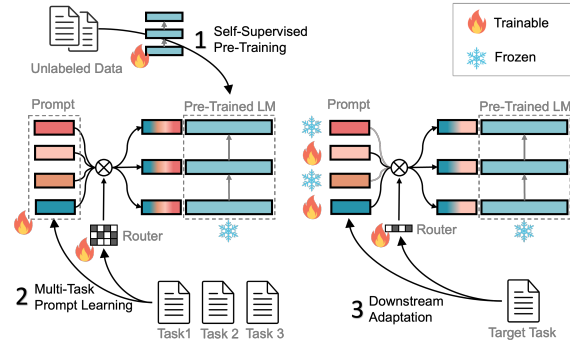 1 Self-Supervised
Pre-Training
Unlabeled Data
Trainable
Frozen
Prompt
Pre-Trained LM
Router
2 Multi-Task
Prompt Learning
Task1
Task 2
Task 3
Prompt
Pre-Trained LM
Router
3 Downstream
Adaptation
Target Task